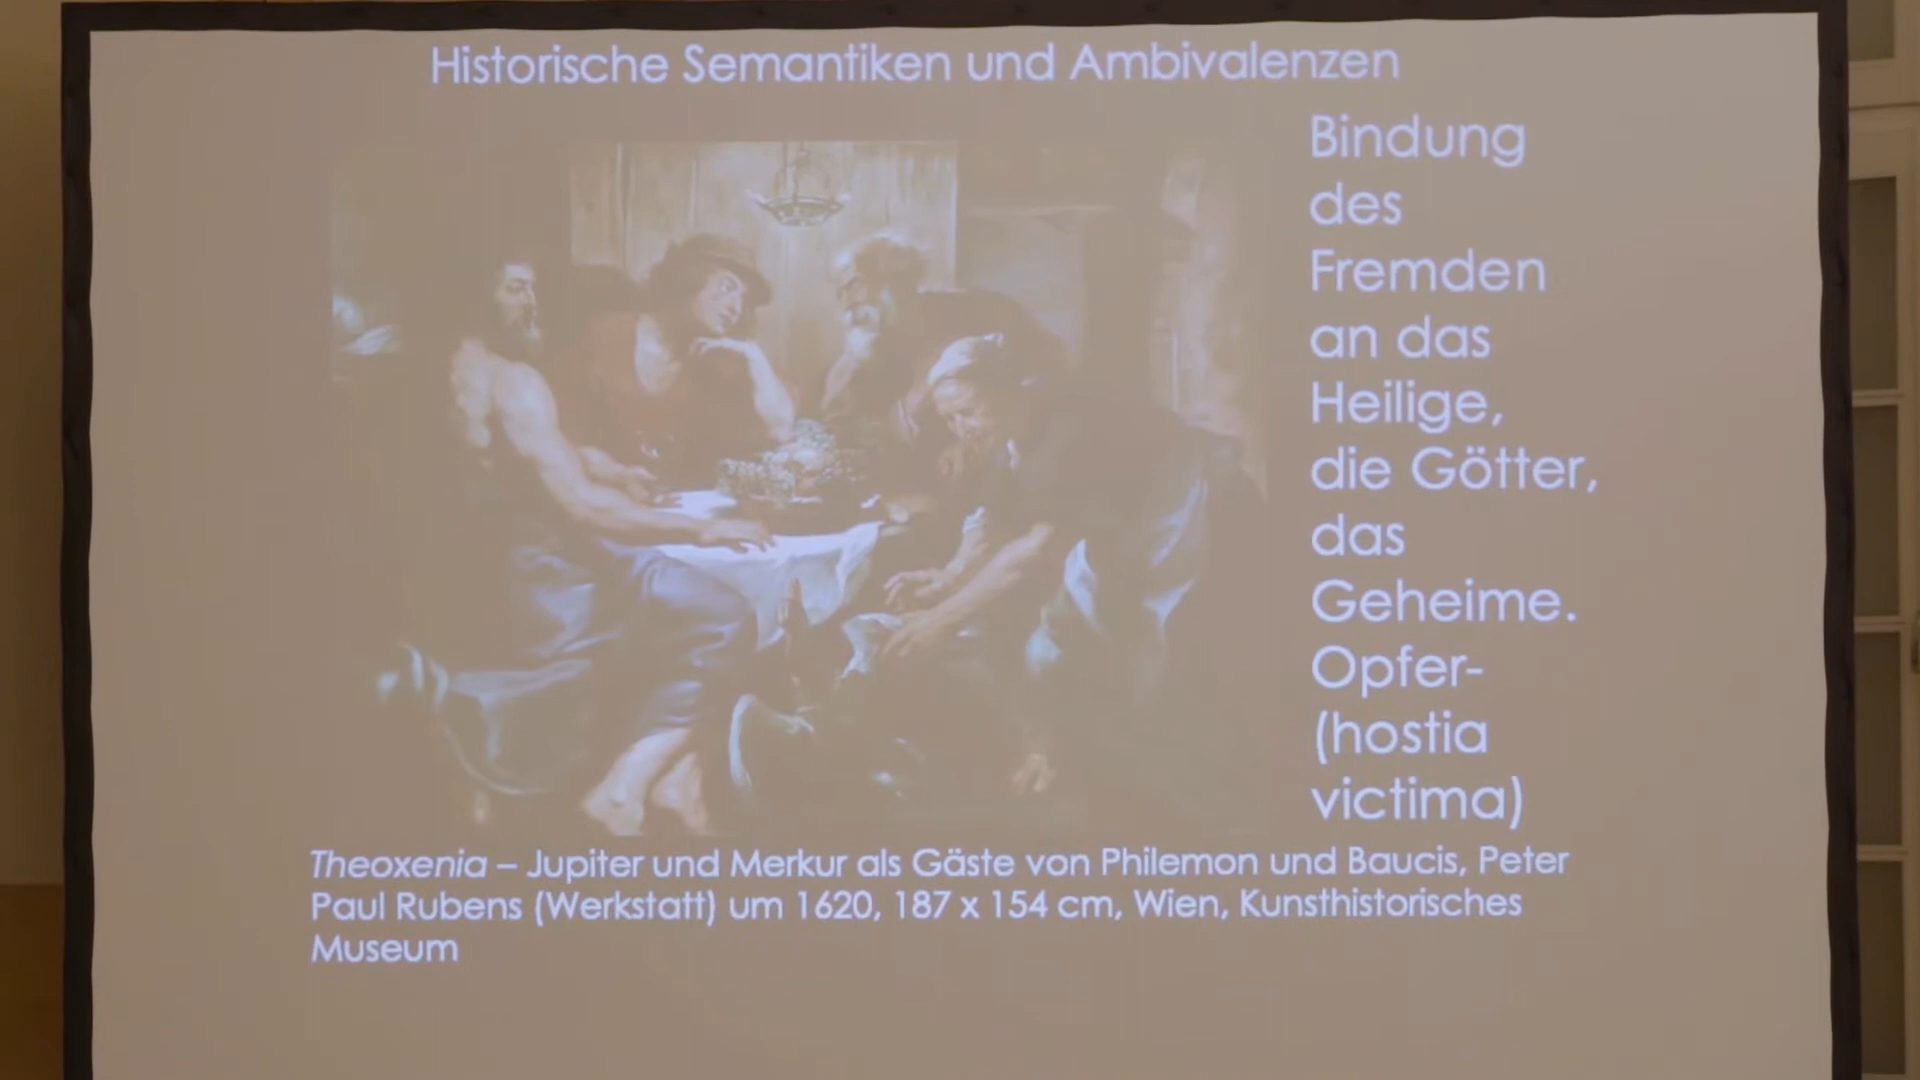 Historische Semantiken und Ambivalenzen
Bindung
des
Fremden
an das
Heilige,
die Götter,
das
Geheime.
Opfer-
(hostia
victima)
Theoxenia – Jupiter und Merkur als Gäste von Philemon und Baucis, Peter
Paul Rubens (Werkstatt) um 1620, 187 x 154 cm, Wien, Kunsthistorisches
Museum